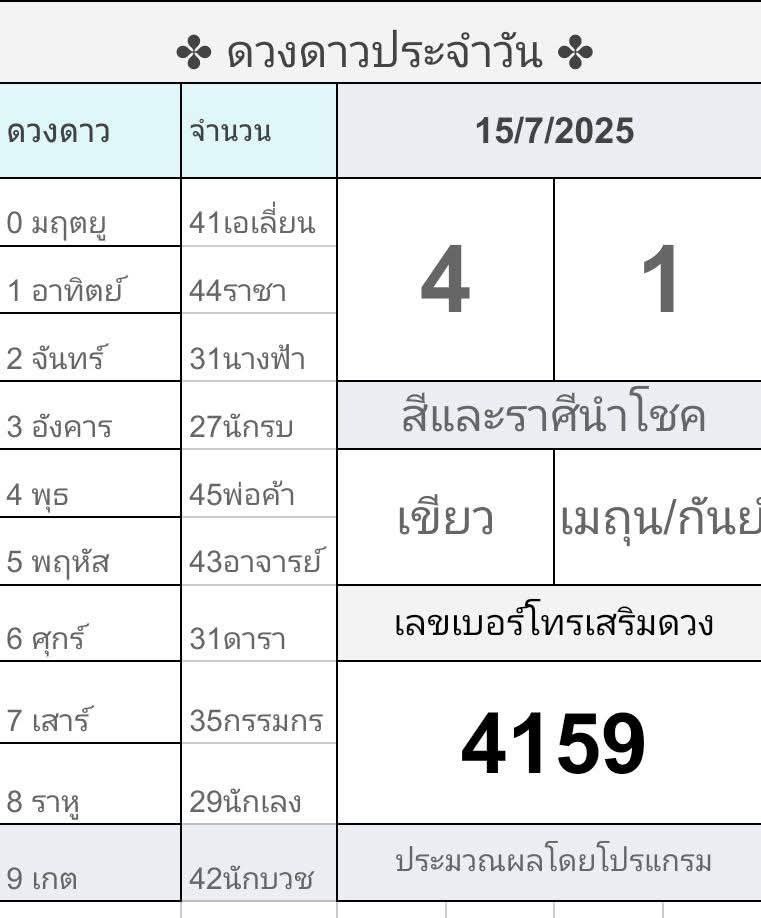 ✤ ดวงดาวประจำวัน ✤
ดวงดาว จำนวน 15/7/2025
0 มฤตยู 41เอเลี่ยน
1 อาทิตย์ 44ราชา
4 1
2 จันทร์ 31นางฟ้า
3 อังคาร 27นักรบ
สีและราศีนำโชค
4 พุธ 45พ่อค้า
เขียว เมถุน/กันย์
5 พฤหัส 43อาจารย์
6 ศุกร์ 31ดารา
เลขเบอร์โทรเสริมดวง
7 เสาร์ 35กรรมกร
4159
8 ราหู 29นักเลง
9 เกต 42นักบวช
ประมวณผลโดยโปรแกรม